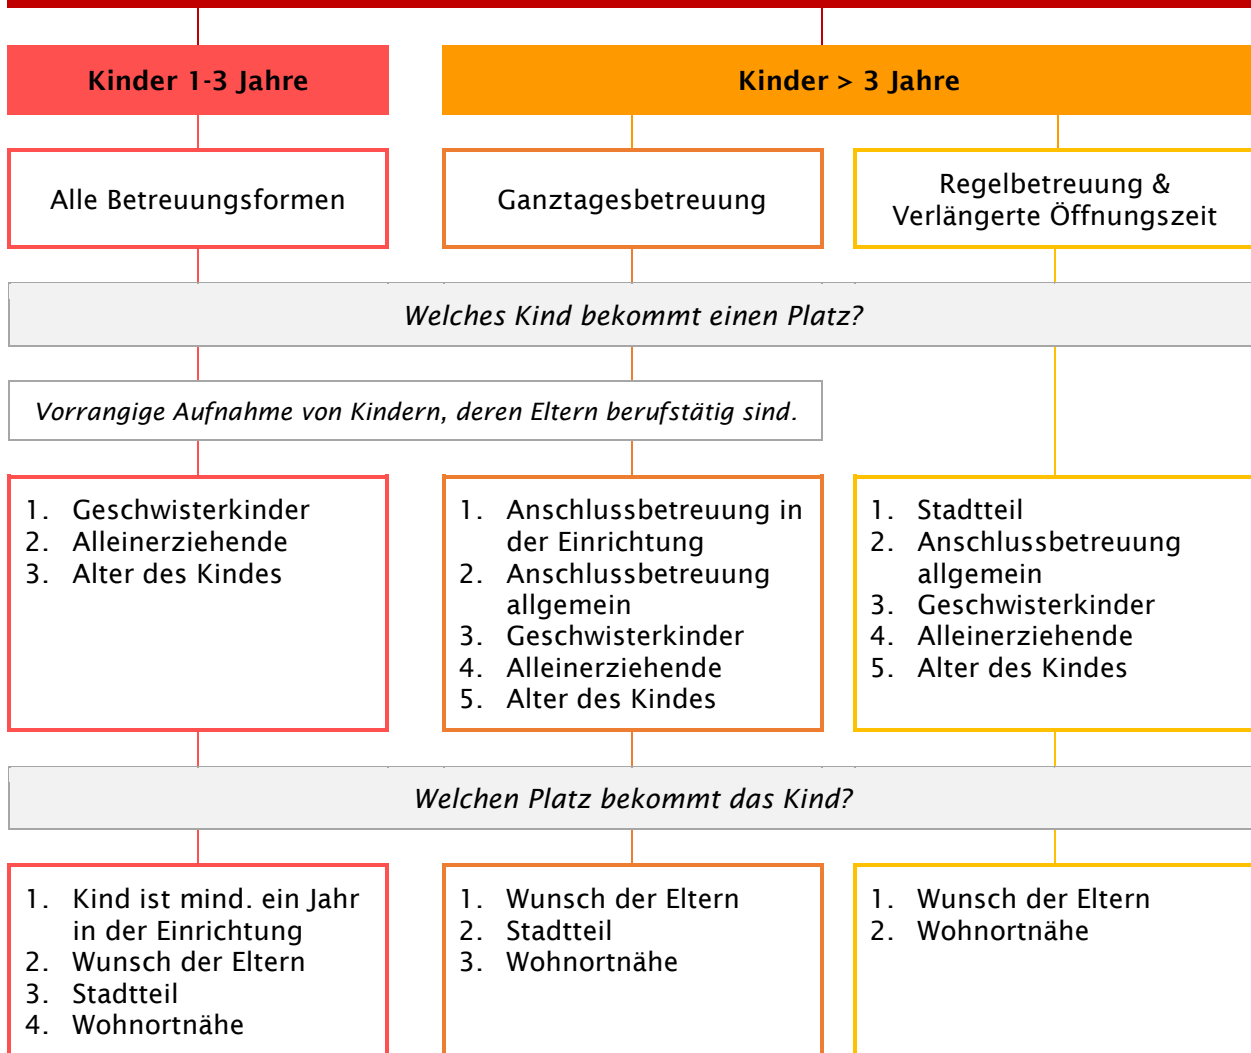 Kinder 1-3 Jahre
Kinder > 3 Jahre
Alle Betreuungsformen
Ganztagesbetreuung
Regelbetreuung &
Verlängerte Öffnungszeit
Welches Kind bekommt einen Platz?
Vorrangige Aufnahme von Kindern, deren Eltern berufstätig sind.
1. Geschwisterkinder
2. Alleinerziehende
3. Alter des Kindes
1. Anschlussbetreuung in
der Einrichtung
2. Anschlussbetreuung
allgemein
3. Geschwisterkinder
4. Alleinerziehende
5. Alter des Kindes
1. Stadtteil
2. Anschlussbetreuung
allgemein
3. Geschwisterkinder
4. Alleinerziehende
5. Alter des Kindes
Welchen Platz bekommt das Kind?
1. Kind ist mind. ein Jahr
in der Einrichtung
2. Wunsch der Eltern
3. Stadtteil
4. Wohnortnähe
1. Wunsch der Eltern
2. Stadtteil
3. Wohnortnähe
1. Wunsch der Eltern
2. Wohnortnähe